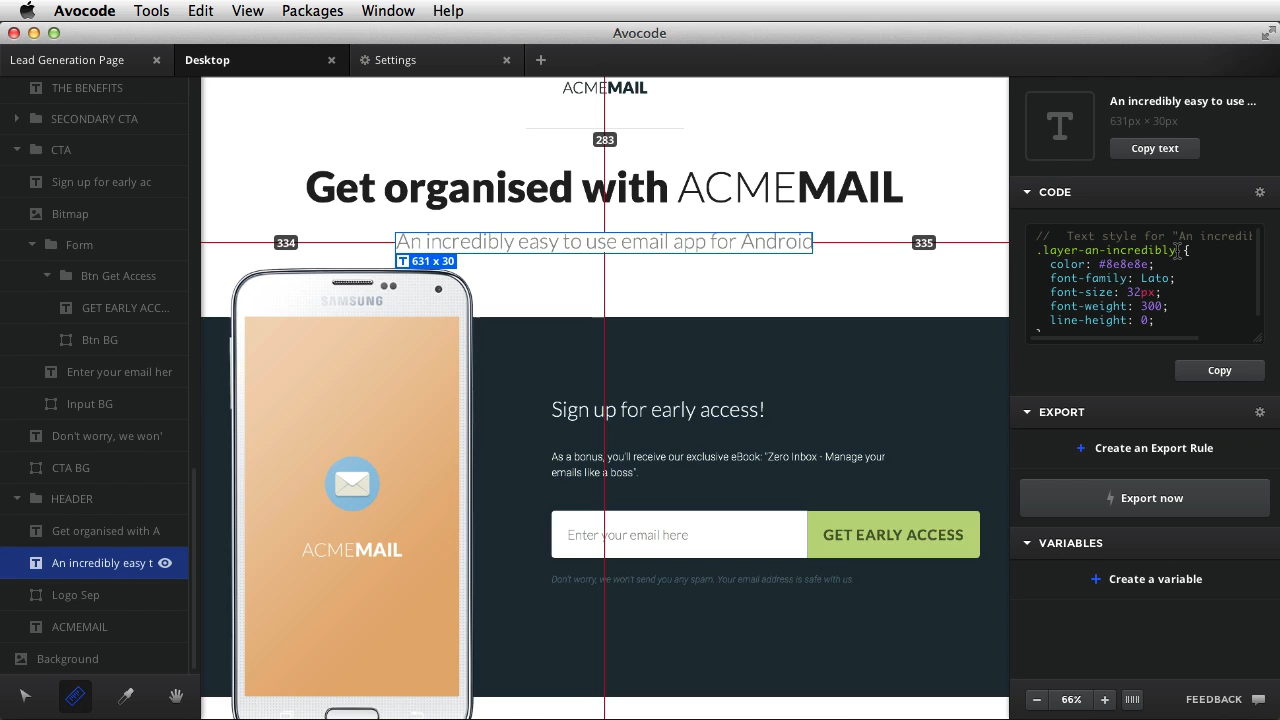 Avocode Tools Edit View Packages Window Help
Avocode
Lead Generation Page Desktop Settings
THE BENEFITS
SECONDARY CTA
CTA
Sign up for early ac
Bitmap
Form
Btn Get Access
GET EARLY ACC...
Btn BG
Enter your email her
Input BG
Don't worry, we won'
CTA BG
HEADER
Get organised with A
An incredibly easy t
Logo Sep
ACMEMAIL
Background
ACMEMAIL
283
Get organised with ACMEMAIL
334 An incredibly easy to use email app for Android 335
T 631 x 30
SAMSUNG
ACMEMAIL
Sign up for early access!
As a bonus, you'll receive our exclusive eBook: "Zero Inbox - Manage your
emails like a boss".
Enter your email here GET EARLY ACCESS
Don't worry, we won't send you any spam. Your email address is safe with us.
T
An incredibly easy to use ...
631px × 30px
Copy text
CODE
// Text style for "An incredib
.layer-an-incredibly {
color: #8e8e8e;
font-family: Lato;
font-size: 32px;
font-weight: 300;
line-height: 0;
Copy
EXPORT
+ Create an Export Rule
Export now
VARIABLES
+ Create a variable
66%
FEEDBACK